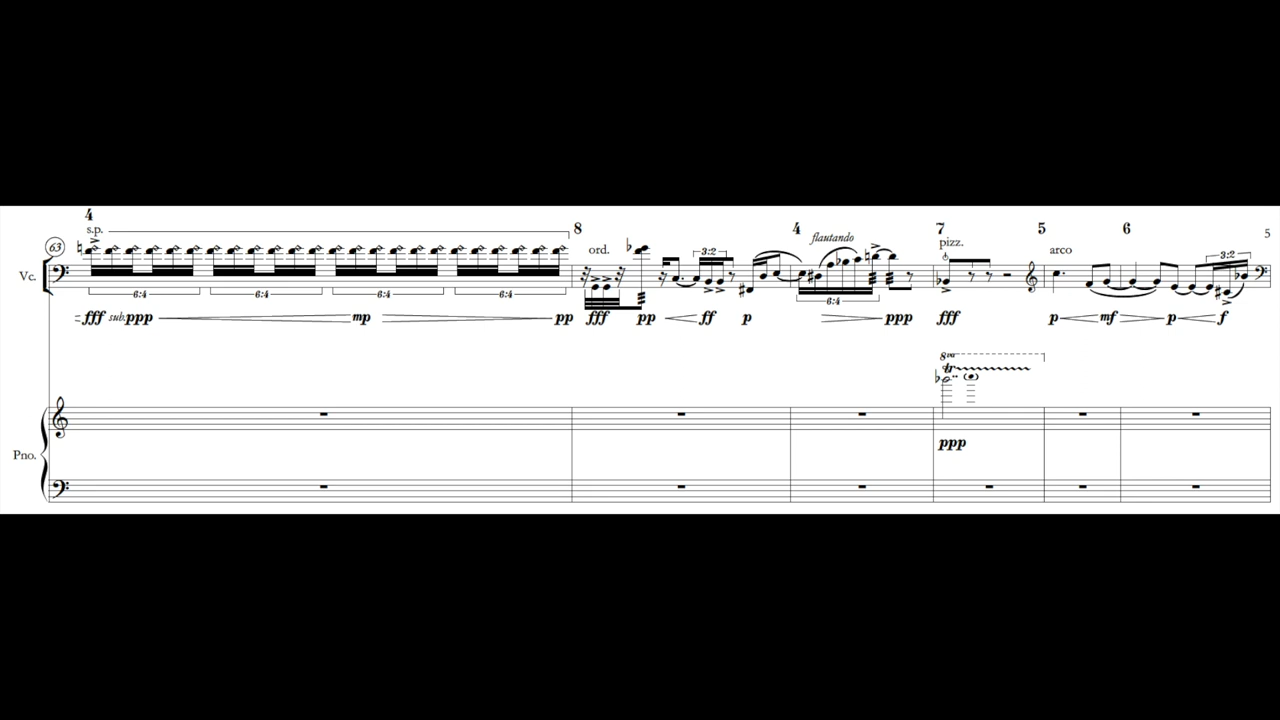 4 8 4 7 5 6
s.p. ord. flautando pizz. arco 5
63 3:2 3:2
Vc.
6:4 6:4 6:4 6:4 6:4
fff sub.ppp mp pp fff pp ff p ppp fff p mf p f
8va
tr
ppp
Pno.